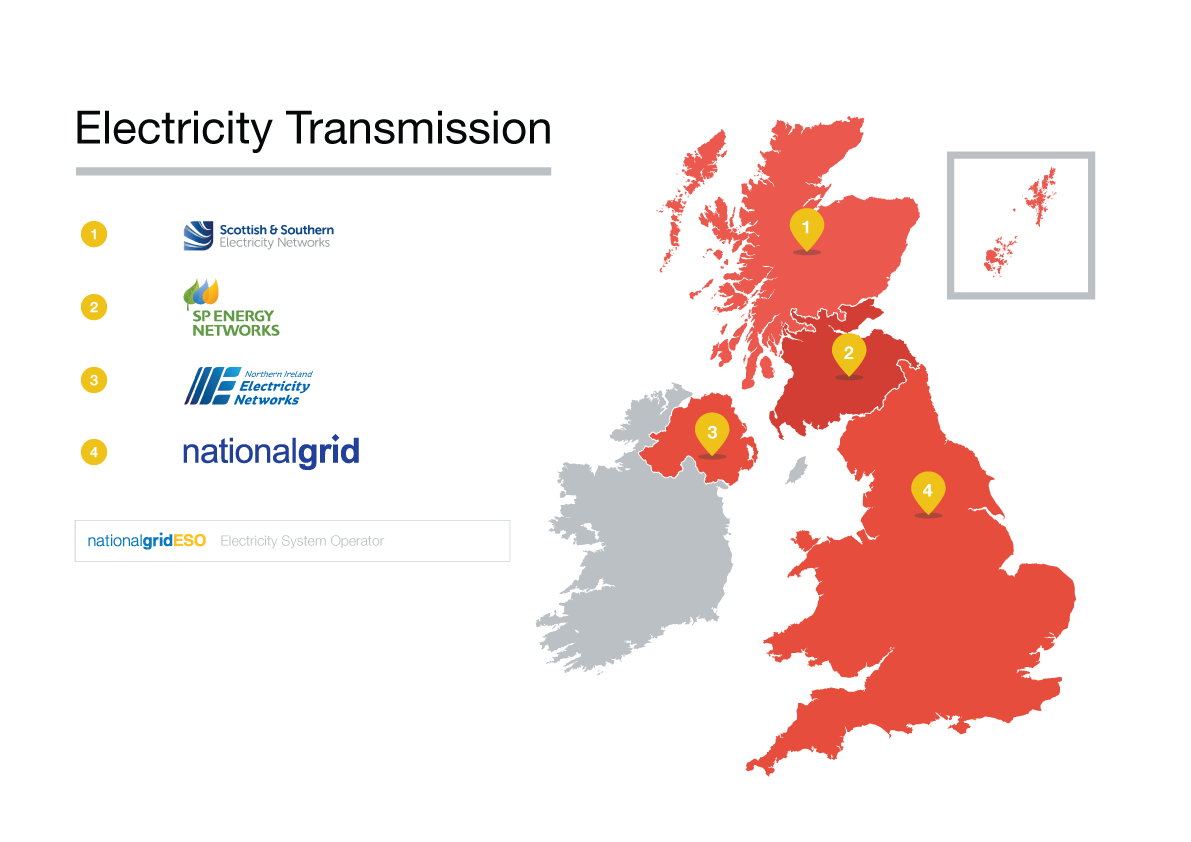 Electricity Transmission
1
Scottish & Southern
Electricity Networks
2
SP ENERGY
NETWORKS
3
Northern Ireland
Electricity
Networks
4
nationalgrid
nationalgridESO Electricity System Operator
1
2
3
4